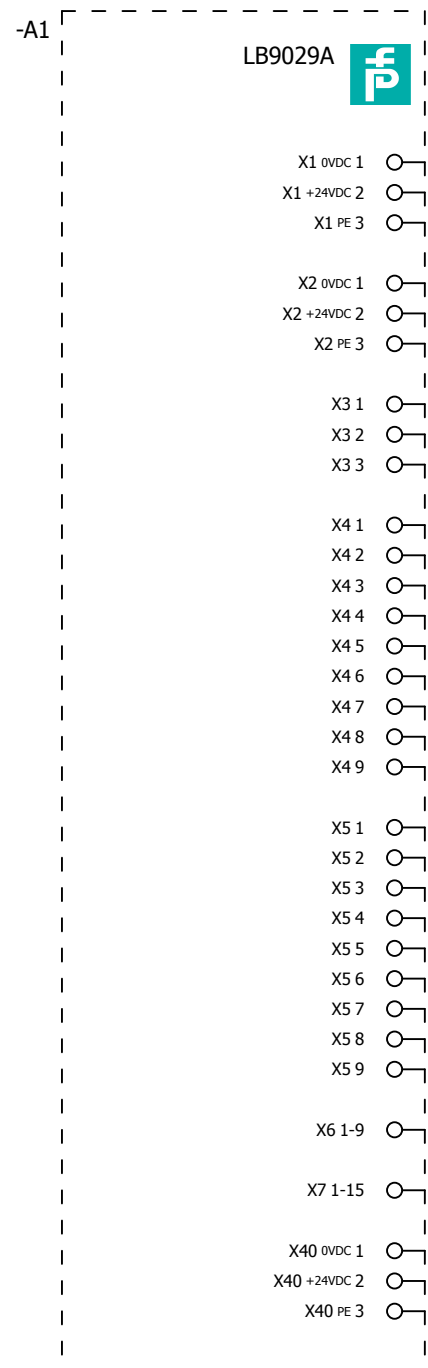 -A1
LB9029A
X1 0VDC 1
X1 +24VDC 2
X1 PE 3
X2 0VDC 1
X2 +24VDC 2
X2 PE 3
X3 1
X3 2
X3 3
X4 1
X4 2
X4 3
X4 4
X4 5
X4 6
X4 7
X4 8
X4 9
X5 1
X5 2
X5 3
X5 4
X5 5
X5 6
X5 7
X5 8
X5 9
X6 1-9
X7 1-15
X40 0VDC 1
X40 +24VDC 2
X40 PE 3